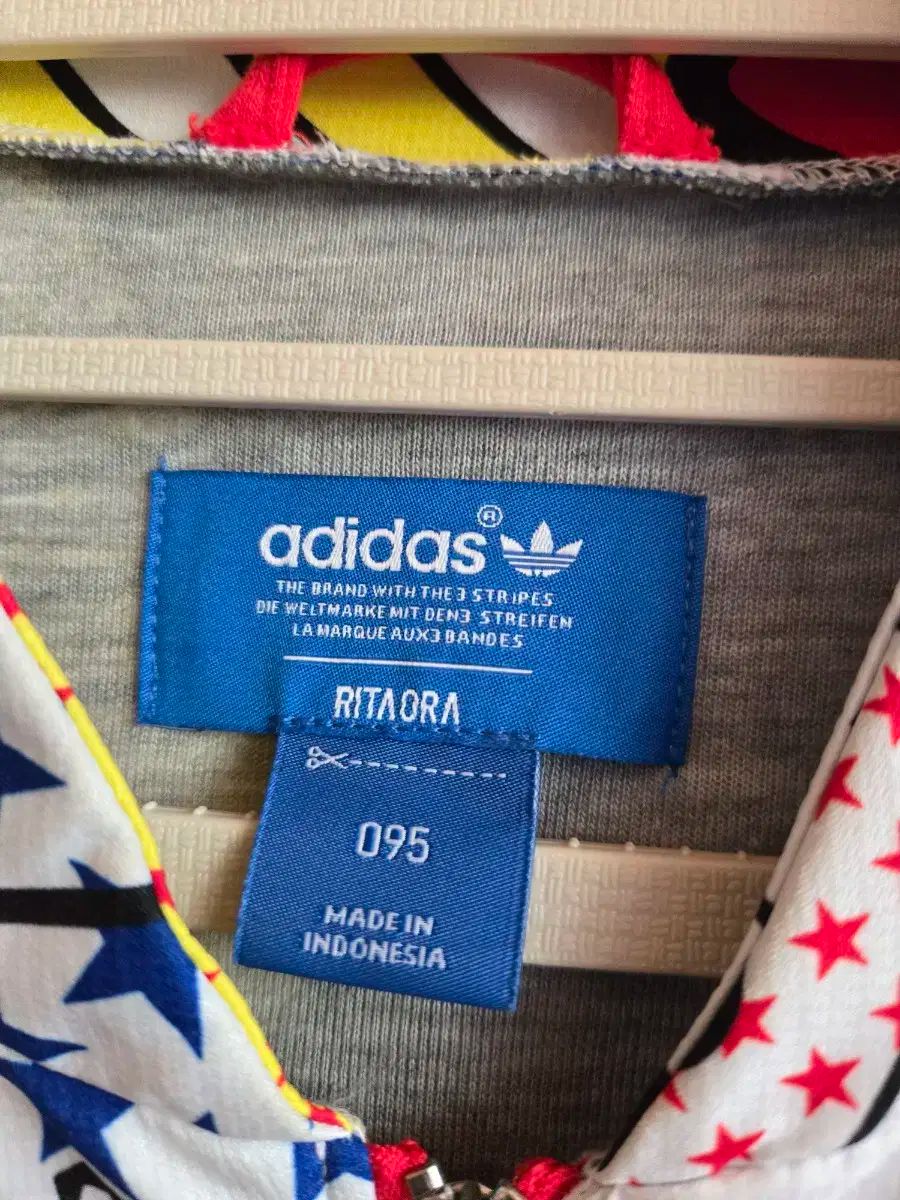 adidas®
THE BRAND WITH THE 3 STRIPES
DIE WELTMARKE MIT DEN 3 STREIFEN
LA MARQUE AUX 3 BANDES
RITA ORA
095
MADE IN
INDONESIA